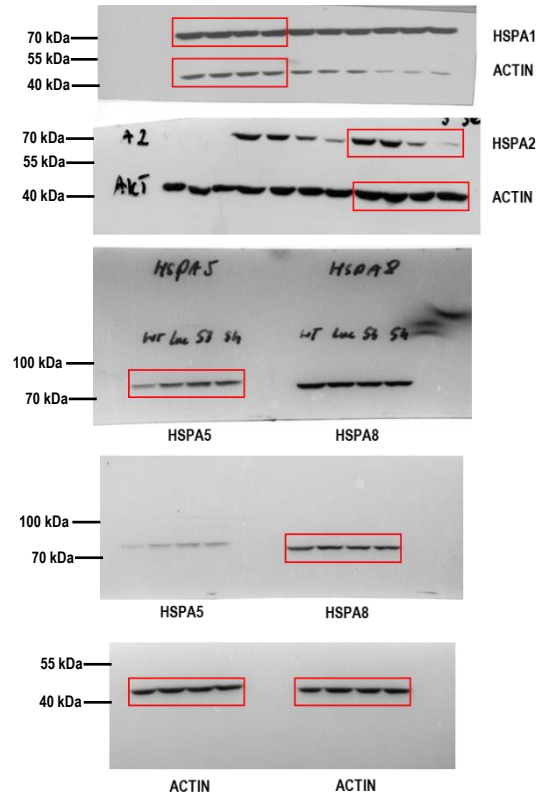 70 kDa
HSPA1
55 kDa
ACTIN
40 kDa
70 kDa
A2
HSPA2
55 kDa
40 kDa
AkT
ACTIN
HSPA5 HSPA8
WT Luc S3 S4 WT Luc S3 S4
100 kDa
70 kDa
HSPA5 HSPA8
100 kDa
70 kDa
HSPA5 HSPA8
55 kDa
40 kDa
ACTIN ACTIN